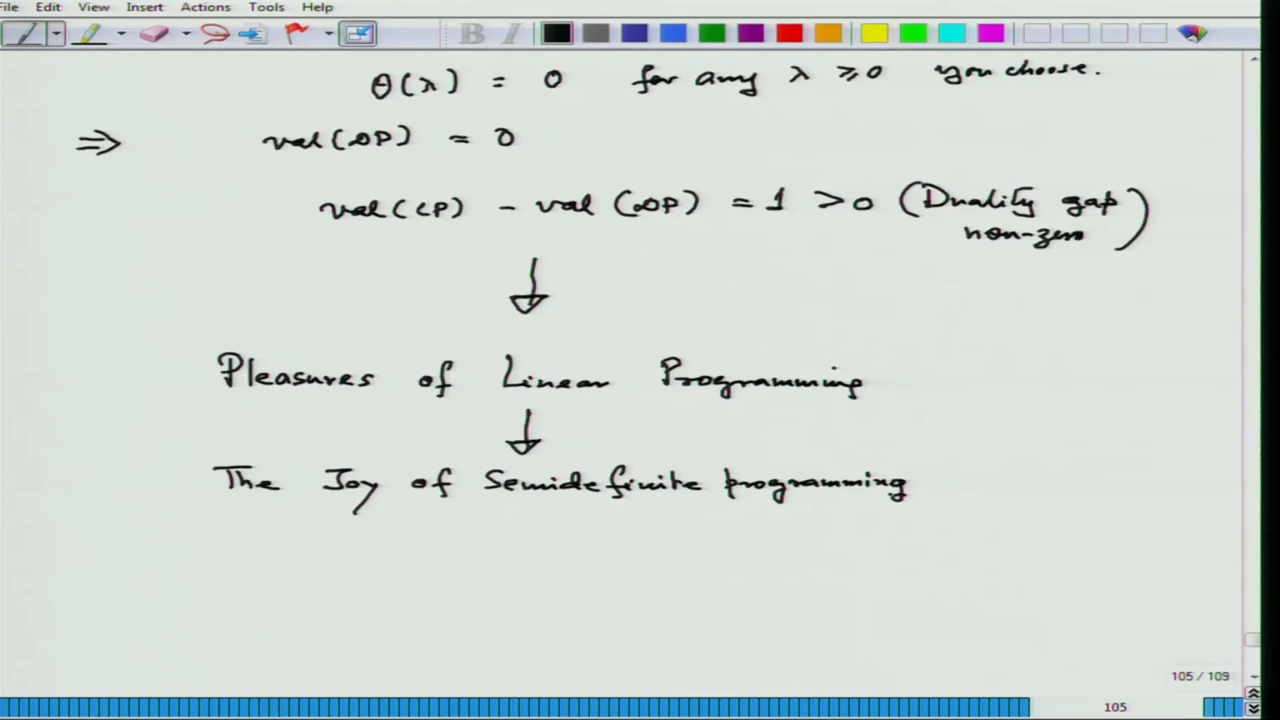 File Edit View Insert Actions Tools Help
B I
θ(λ) = 0 for any λ ≥ 0 you choose.
⇒ val(DP) = 0
val(CP) - val(DP) = 1 > 0 (Duality gap
non-zero)
↓
Pleasures of Linear Programming
↓
The Joy of Semidefinite programming
105 / 109
105